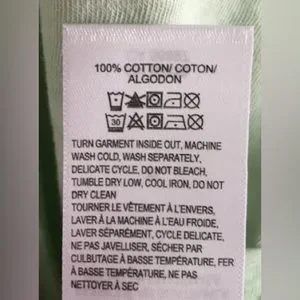 100% COTTON/ COTON/
ALGODON
30
TURN GARMENT INSIDE OUT, MACHINE
WASH COLD, WASH SEPARATELY,
DELICATE CYCLE, DO NOT BLEACH,
TUMBLE DRY LOW, COOL IRON, DO NOT
DRY CLEAN
TOURNER LE VÊTEMENT À L'ENVERS,
LAVER À LA MACHINE À L'EAU FROIDE,
LAVER SÉPARÉMENT, CYCLE DELICATE,
NE PAS JAVELLISER, SÉCHER PAR
CULBUTAGE À BASSE TEMPÉRATURE, FER
À BASSE TEMPÉRATURE, NE PAS
NETTOYER À SEC